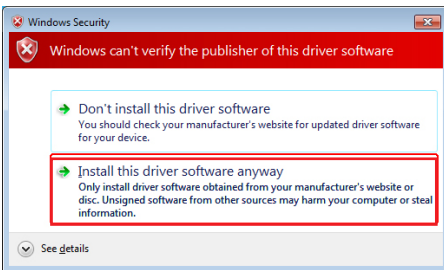 Windows Security
Windows can't verify the publisher of this driver software
Don't install this driver software
You should check your manufacturer's website for updated driver software
for your device.
Install this driver software anyway
Only install driver software obtained from your manufacturer's website or
disc. Unsigned software from other sources may harm your computer or steal
information.
See details